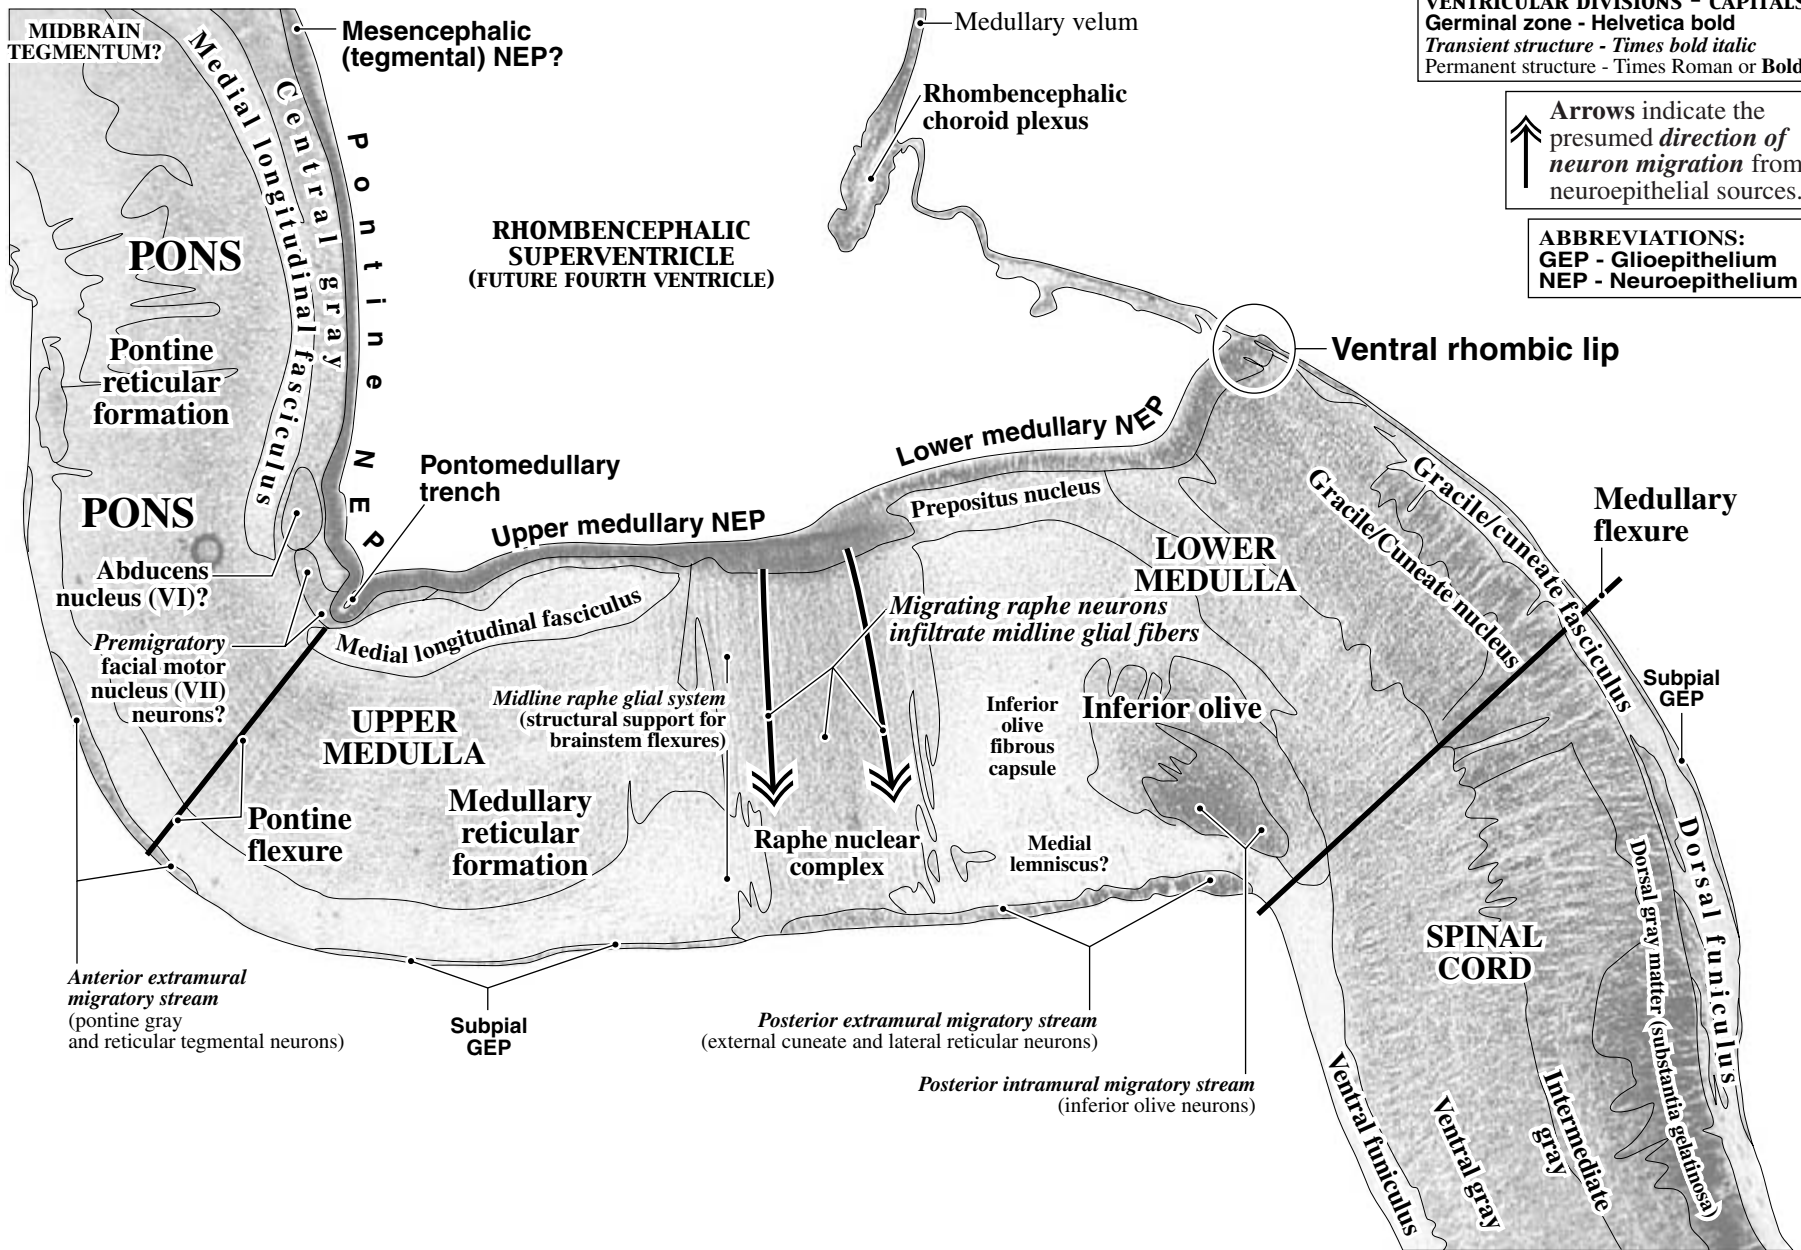 MIDBRAIN
TEGMENTUM?
Mesencephalic
(tegmental) NEP?
Medullary velum
Rhombencephalic
choroid plexus
VENTRICULAR DIVISIONS - CAPITALS
Germinal zone - Helvetica bold
Transient structure - Times bold italic
Permanent structure - Times Roman or Bold
Arrows indicate the
presumed direction of
neuron migration from
neuroepithelial sources.
ABBREVIATIONS:
GEP - Glioepithelium
NEP - Neuroepithelium
Medial longitudinal fasciculus
Central gray
Pontine NEP
RHOMBENCEPHALIC
SUPERVENTRICLE
(FUTURE FOURTH VENTRICLE)
PONS
Pontine
reticular
formation
PONS
Ventral rhombic lip
Lower medullary NEP
Upper medullary NEP
Pontomedullary
trench
Prepositus nucleus
Gracile/cuneate fasciculus
Gracile/Cuneate nucleus
Medullary
flexure
LOWER
MEDULLA
Abducens
nucleus (VI)?
Premigratory
facial motor
nucleus (VII)
neurons?
Medial longitudinal fasciculus
Migrating raphe neurons
infiltrate midline glial fibers
Midline raphe glial system
(structural support for
brainstem flexures)
UPPER
MEDULLA
Inferior
olive
fibrous
capsule
Inferior olive
Subpial
GEP
Pontine
flexure
Medullary
reticular
formation
Raphe nuclear
complex
Medial
lemniscus?
Dorsal funiculus
Dorsal gray matter (substantia gelatinosa)
SPINAL
CORD
Anterior extramural
migratory stream
(pontine gray
and reticular tegmental neurons)
Subpial
GEP
Posterior extramural migratory stream
(external cuneate and lateral reticular neurons)
Posterior intramural migratory stream
(inferior olive neurons)
Ventral funiculus
Ventral gray
Intermediate
gray